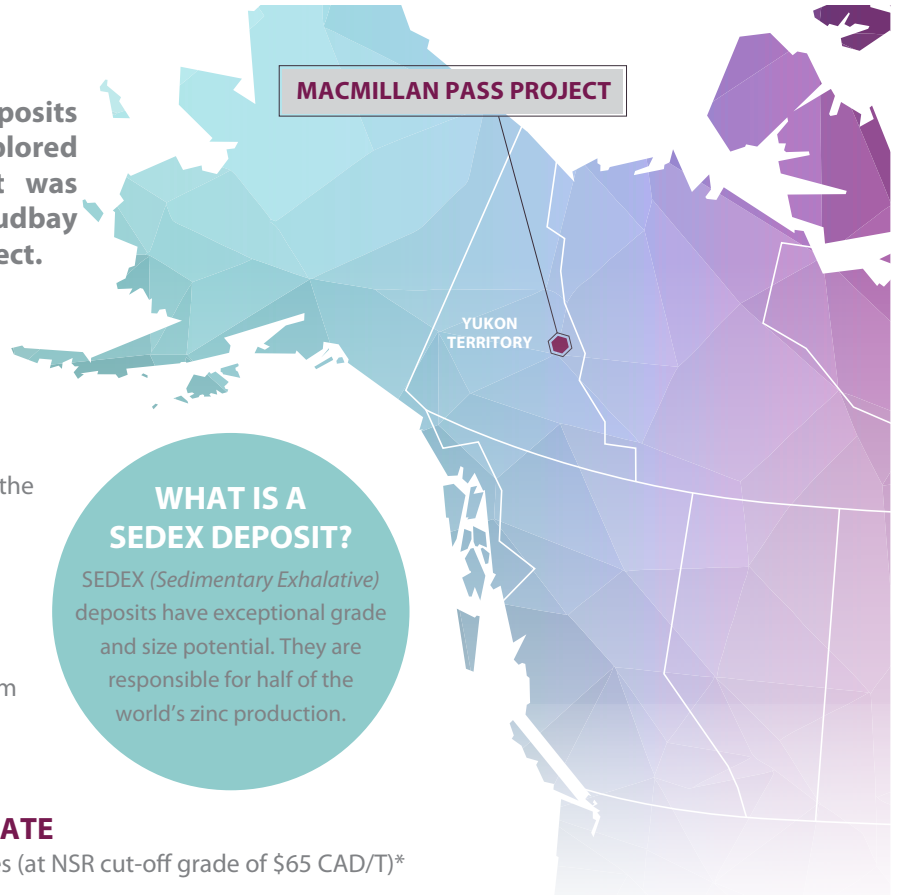 MACMILLAN PASS PROJECT
posits
plored
t was
udbay
ect.
YUKON
TERRITORY
the
WHAT IS A
SEDEX DEPOSIT?
SEDEX (Sedimentary Exhalative)
deposits have exceptional grade
and size potential. They are
responsible for half of the
world's zinc production.
m
ATE
es (at NSR cut-off grade of $65 CAD/T)*